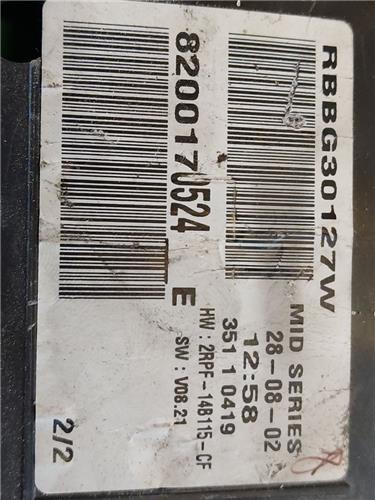 RBBG30127W
8200170524 E
MID SERIES
28-08-02
12:58
351 1 0419
HW : 2RPF-14B115-CF
SW : V08.21
2/2